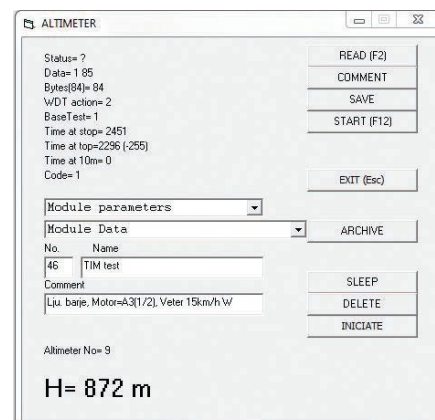 ALTIMETER
Status= ?
Data= 1 85
Bytes(84)= 84
WDT action= 2
BaseTest= 1
Time at stop= 2451
Time at top=2296 (-255)
Time at 10m= 0
Code= 1
READ (F2)
COMMENT
SAVE
START (F12)
EXIT (Esc)
Module parameters
Module Data
ARCHIVE
No. Name
46 TIM test
Comment
Lju. barje, Motor=A3(1/2), Veter 15km/h W
SLEEP
DELETE
INICIATE
Altimeter No= 9
H= 872 m